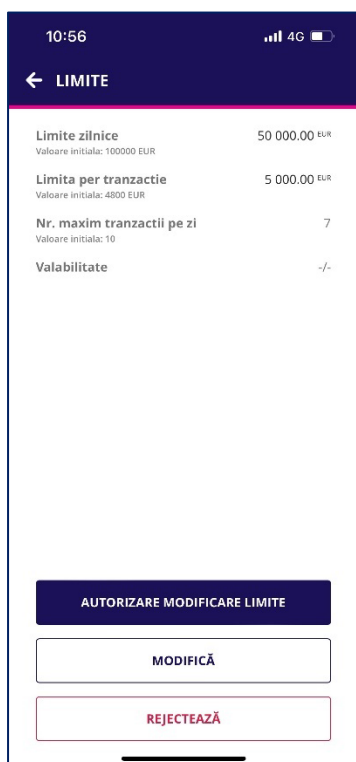 10:56 4G
← LIMITE
Limite zilnice 50 000.00 EUR
Valoare initiala: 100000 EUR
Limita per tranzactie 5 000.00 EUR
Valoare initiala: 4800 EUR
Nr. maxim tranzactii pe zi 7
Valoare initiala: 10
Valabilitate -/-
AUTORIZARE MODIFICARE LIMITE
MODIFICĂ
REJECTEAZĂ